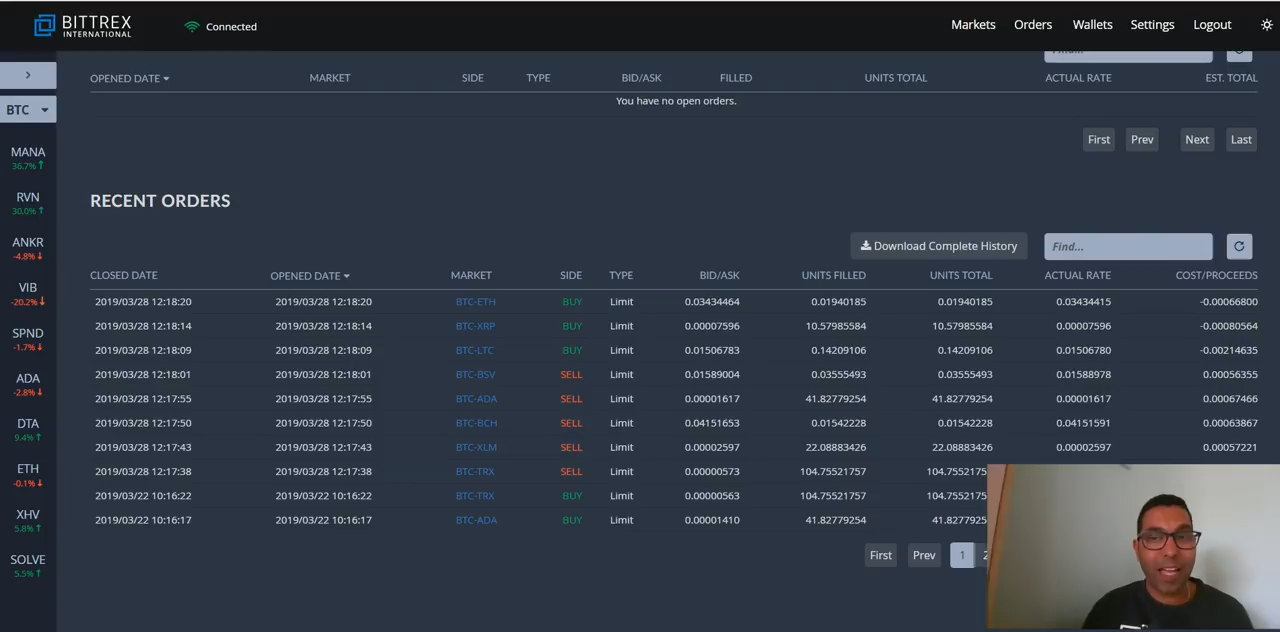 BITTREX
INTERNATIONAL
Connected
Markets Orders Wallets Settings Logout
BTC
MANA
36.7%↑
RVN
30.0%↑
ANKR
-4.8%↓
VIB
-20.2%↓
SPND
-1.7%↓
ADA
-2.8%↓
DTA
9.4%↑
ETH
-0.1%↓
XHV
5.8%↑
SOLVE
5.5%↑
OPENED DATE MARKET SIDE TYPE BID/ASK FILLED UNITS TOTAL ACTUAL RATE EST. TOTAL
You have no open orders.
First Prev Next Last
RECENT ORDERS
Download Complete History Find...
CLOSED DATE OPENED DATE MARKET SIDE TYPE BID/ASK UNITS FILLED UNITS TOTAL ACTUAL RATE COST/PROCEEDS
2019/03/28 12:18:20 2019/03/28 12:18:20 BTC-ETH BUY Limit 0.03434464 0.01940185 0.01940185 0.03434415 -0.00066800
2019/03/28 12:18:14 2019/03/28 12:18:14 BTC-XRP BUY Limit 0.00007596 10.57985584 10.57985584 0.00007596 -0.00080564
2019/03/28 12:18:09 2019/03/28 12:18:09 BTC-LTC BUY Limit 0.01506783 0.14209106 0.14209106 0.01506780 -0.00214635
2019/03/28 12:18:01 2019/03/28 12:18:01 BTC-BSV SELL Limit 0.01589004 0.03555493 0.03555493 0.01588978 0.00056355
2019/03/28 12:17:55 2019/03/28 12:17:55 BTC-ADA SELL Limit 0.00001617 41.82779254 41.82779254 0.00001617 0.00067466
2019/03/28 12:17:50 2019/03/28 12:17:50 BTC-BCH SELL Limit 0.04151653 0.01542228 0.01542228 0.04151591 0.00063867
2019/03/28 12:17:43 2019/03/28 12:17:43 BTC-XLM SELL Limit 0.00002597 22.08883426 22.08883426 0.00002597 0.00057221
2019/03/28 12:17:38 2019/03/28 12:17:38 BTC-TRX SELL Limit 0.00000573 104.75521757 104.7552175
2019/03/22 10:16:22 2019/03/22 10:16:22 BTC-TRX BUY Limit 0.00000563 104.75521757 104.7552175
2019/03/22 10:16:17 2019/03/22 10:16:17 BTC-ADA BUY Limit 0.00001410 41.82779254 41.8277925
First Prev 1 2